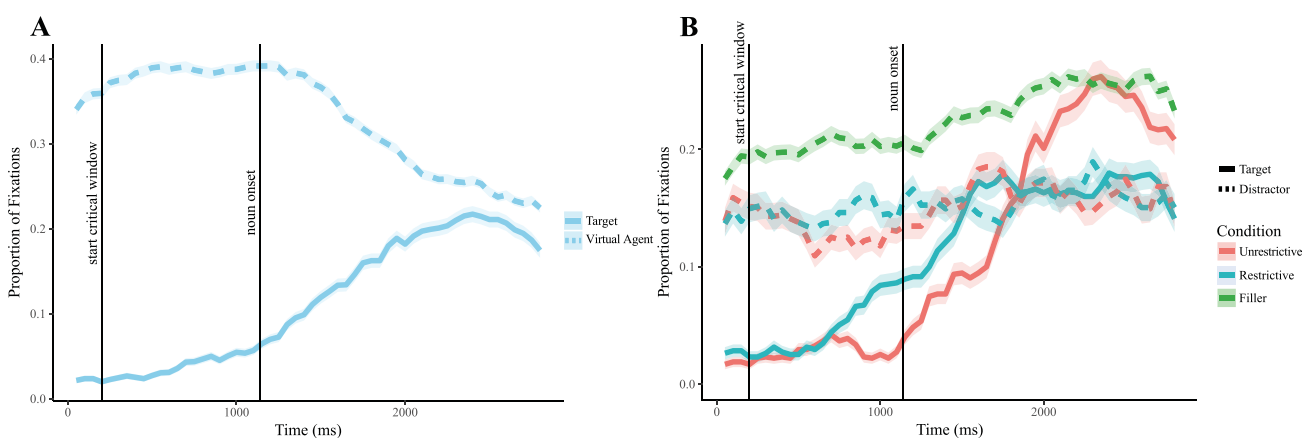 A
Proportion of Fixations
0.4
0.3
0.2
0.1
0.0
start critical window
noun onset
0
1000
2000
Time (ms)
Target
Virtual Agent
B
Proportion of Fixations
0.2
0.1
0.0
start critical window
noun onset
0
1000
2000
Time (ms)
Target
Distractor
Condition
Unrestrictive
Restrictive
Filler